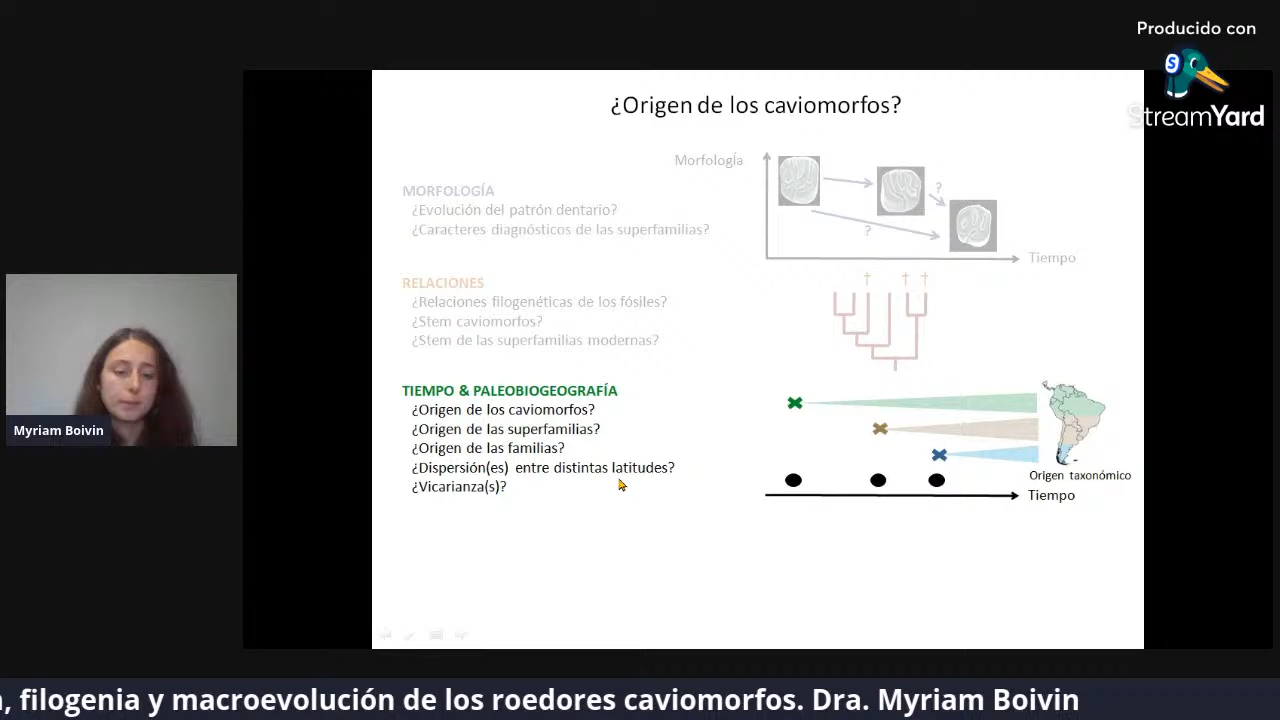 Producido con
StreamYard
¿Origen de los caviomorfos?
Morfología
MORFOLOGÍA
¿Evolución del patrón dentario?
¿Caracteres diagnósticos de las superfamilias?
?
?
Tiempo
RELACIONES
¿Relaciones filogenéticas de los fósiles?
¿Stem caviomorfos?
¿Stem de las superfamilias modernas?
TIEMPO & PALEOBIOGEOGRAFÍA
¿Origen de los caviomorfos?
¿Origen de las superfamilias?
¿Origen de las familias?
¿Dispersión(es) entre distintas latitudes?
¿Vicarianza(s)?
Origen taxonómico
Tiempo
Myriam Boivin
, filogenia y macroevolución de los roedores caviomorfos. Dra. Myriam Boivin